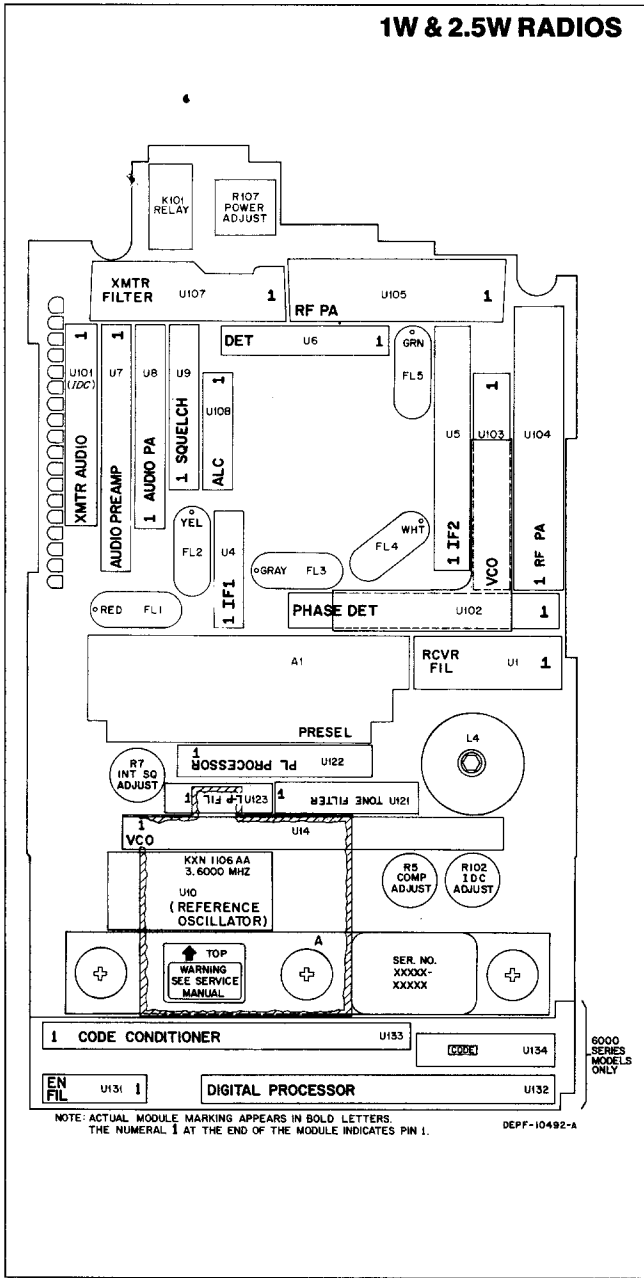 1W & 2.5W RADIOS
K101
RELAY
R107
POWER
ADJUST
XMTR
FILTER
U107
1
RF PA
U105
1
1
U101
(IDC)
XMTR AUDIO
1
U7
AUDIO PREAMP
U8
1 AUDIO PA
U9
1 SQUELCH
1
U108
ALC
DET
U6
1
GRN
FL5
U5
1 IF2
1
U103
VCO
U104
1 RF PA
YEL
FL2
U4
1 IF1
GRAY FL3
WHT
FL4
RED FL1
PHASE DET
U102
1
A1
PRESEL
RCVR
FIL
U1
1
L4
R7
INT SQ
ADJUST
1
PL PROCESSOR
U122
1
P-L FIL
U123
1
TONE FILTER
U121
1
VCO
U14
KXN 1106AA
3.6000 MHZ
U10
(REFERENCE
OSCILLATOR)
R5
COMP
ADJUST
R102
IDC
ADJUST
TOP
WARNING
SEE SERVICE
MANUAL
A
SER. NO.
XXXXX-
XXXXX
1 CODE CONDITIONER
U133
CODE
U134
6000
SERIES
MODELS
ONLY
EN
FIL
U131
1
DIGITAL PROCESSOR
U132
NOTE: ACTUAL MODULE MARKING APPEARS IN BOLD LETTERS.
THE NUMERAL 1 AT THE END OF THE MODULE INDICATES PIN 1.
DEPF-10492-A